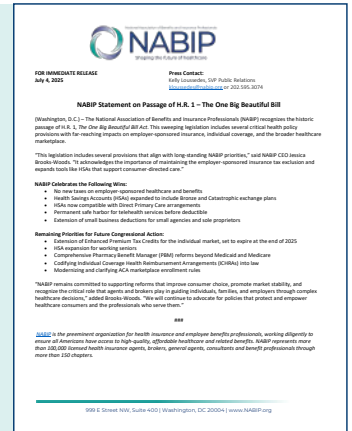 National Association of Benefits and Insurance Professionals
NABIP
Shaping the future of healthcare
FOR IMMEDIATE RELEASE
July 4, 2025
Press Contact:
Kelly Loussedes, SVP Public Relations
kloussedes@nabip.org or 202.595.3074
NABIP Statement on Passage of H.R. 1 – The One Big Beautiful Bill
(Washington, D.C.) – The National Association of Benefits and Insurance Professionals (NABIP) recognizes the historic
passage of H.R. 1, The One Big Beautiful Bill Act. This sweeping legislation includes several critical health policy
provisions with far-reaching impacts on employer-sponsored insurance, individual coverage, and the broader healthcare
marketplace.
"This legislation includes several provisions that align with long-standing NABIP priorities," said NABIP CEO Jessica
Brooks-Woods. "It acknowledges the importance of maintaining the employer-sponsored insurance tax exclusion and
expands tools like HSAs that support consumer-directed care."
NABIP Celebrates the Following Wins:
• No new taxes on employer-sponsored healthcare and benefits
• Health Savings Accounts (HSAs) expanded to include Bronze and Catastrophic exchange plans
• HSAs now compatible with Direct Primary Care arrangements
• Permanent safe harbor for telehealth services before deductible
• Extension of small business deductions for small agencies and sole proprietors
Remaining Priorities for Future Congressional Action:
• Extension of Enhanced Premium Tax Credits for the individual market, set to expire at the end of 2025
• HSA expansion for working seniors
• Comprehensive Pharmacy Benefit Manager (PBM) reforms beyond Medicaid and Medicare
• Codifying Individual Coverage Health Reimbursement Arrangements (ICHRAs) into law
• Modernizing and clarifying ACA marketplace enrollment rules
"NABIP remains committed to supporting reforms that improve consumer choice, promote market stability, and
recognize the critical role that agents and brokers play in guiding individuals, families, and employers through complex
healthcare decisions," added Brooks-Woods. "We will continue to advocate for policies that protect and empower
healthcare consumers and the professionals who serve them."
###
NABIP is the preeminent organization for health insurance and employee benefits professionals, working diligently to
ensure all Americans have access to high-quality, affordable healthcare and related benefits. NABIP represents more
than 100,000 licensed health insurance agents, brokers, general agents, consultants and benefit professionals through
more than 150 chapters.
999 E Street NW, Suite 400 | Washington, DC 20004 | www.NABIP.org